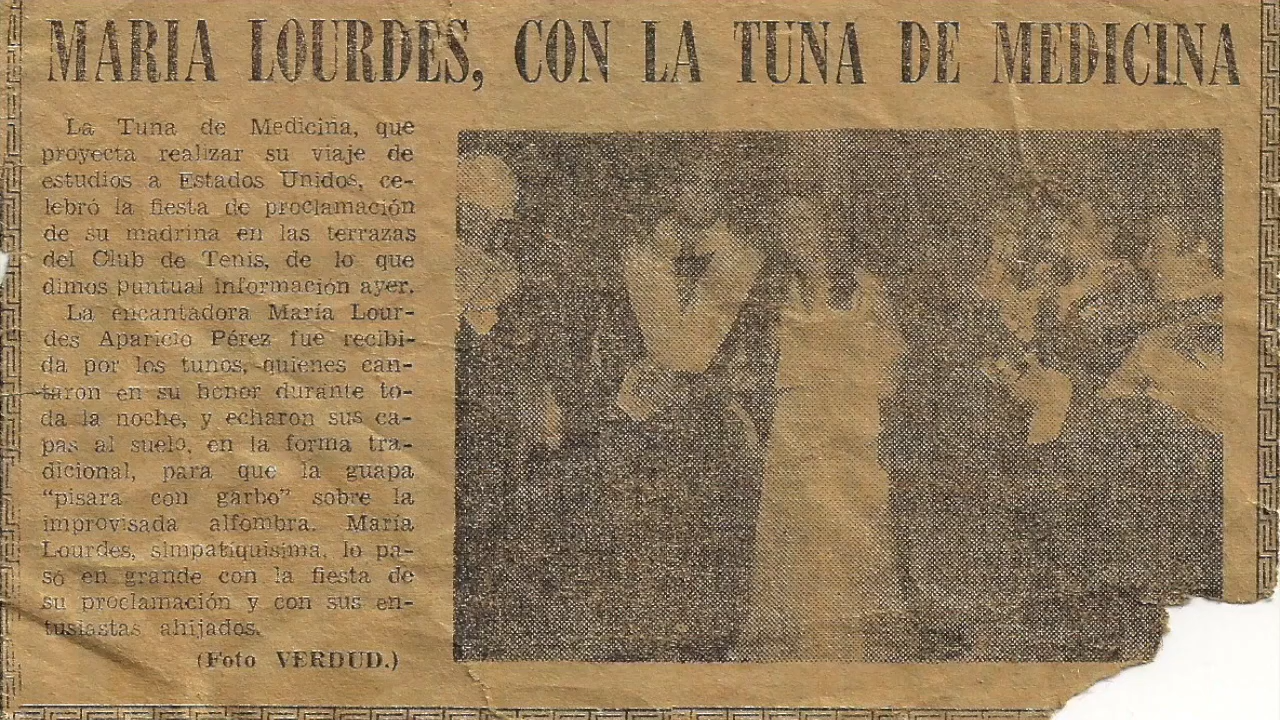 MARIA LOURDES, CON LA TUNA DE MEDICINA
La Tuna de Medicina, que
proyecta realizar su viaje de
estudios a Estados Unidos, ce-
lebró la fiesta de proclamación
de su madrina en las terrazas
del Club de Tenis, de lo que
dimos puntual información ayer.
La encantadora María Lour-
des Aparicio Pérez fue recibi-
da por los tunos, quienes can-
taron en su honor durante to-
da la noche, y echaron sus ca-
pas al suelo, en la forma tra-
dicional, para que la guapa
"pisara con garbo" sobre la
improvisada alfombra. María
Lourdes, simpatiquísima, lo pa-
só en grande con la fiesta de
su proclamación y con sus en-
tusiastas ahijados.
(Foto VERDUD.)